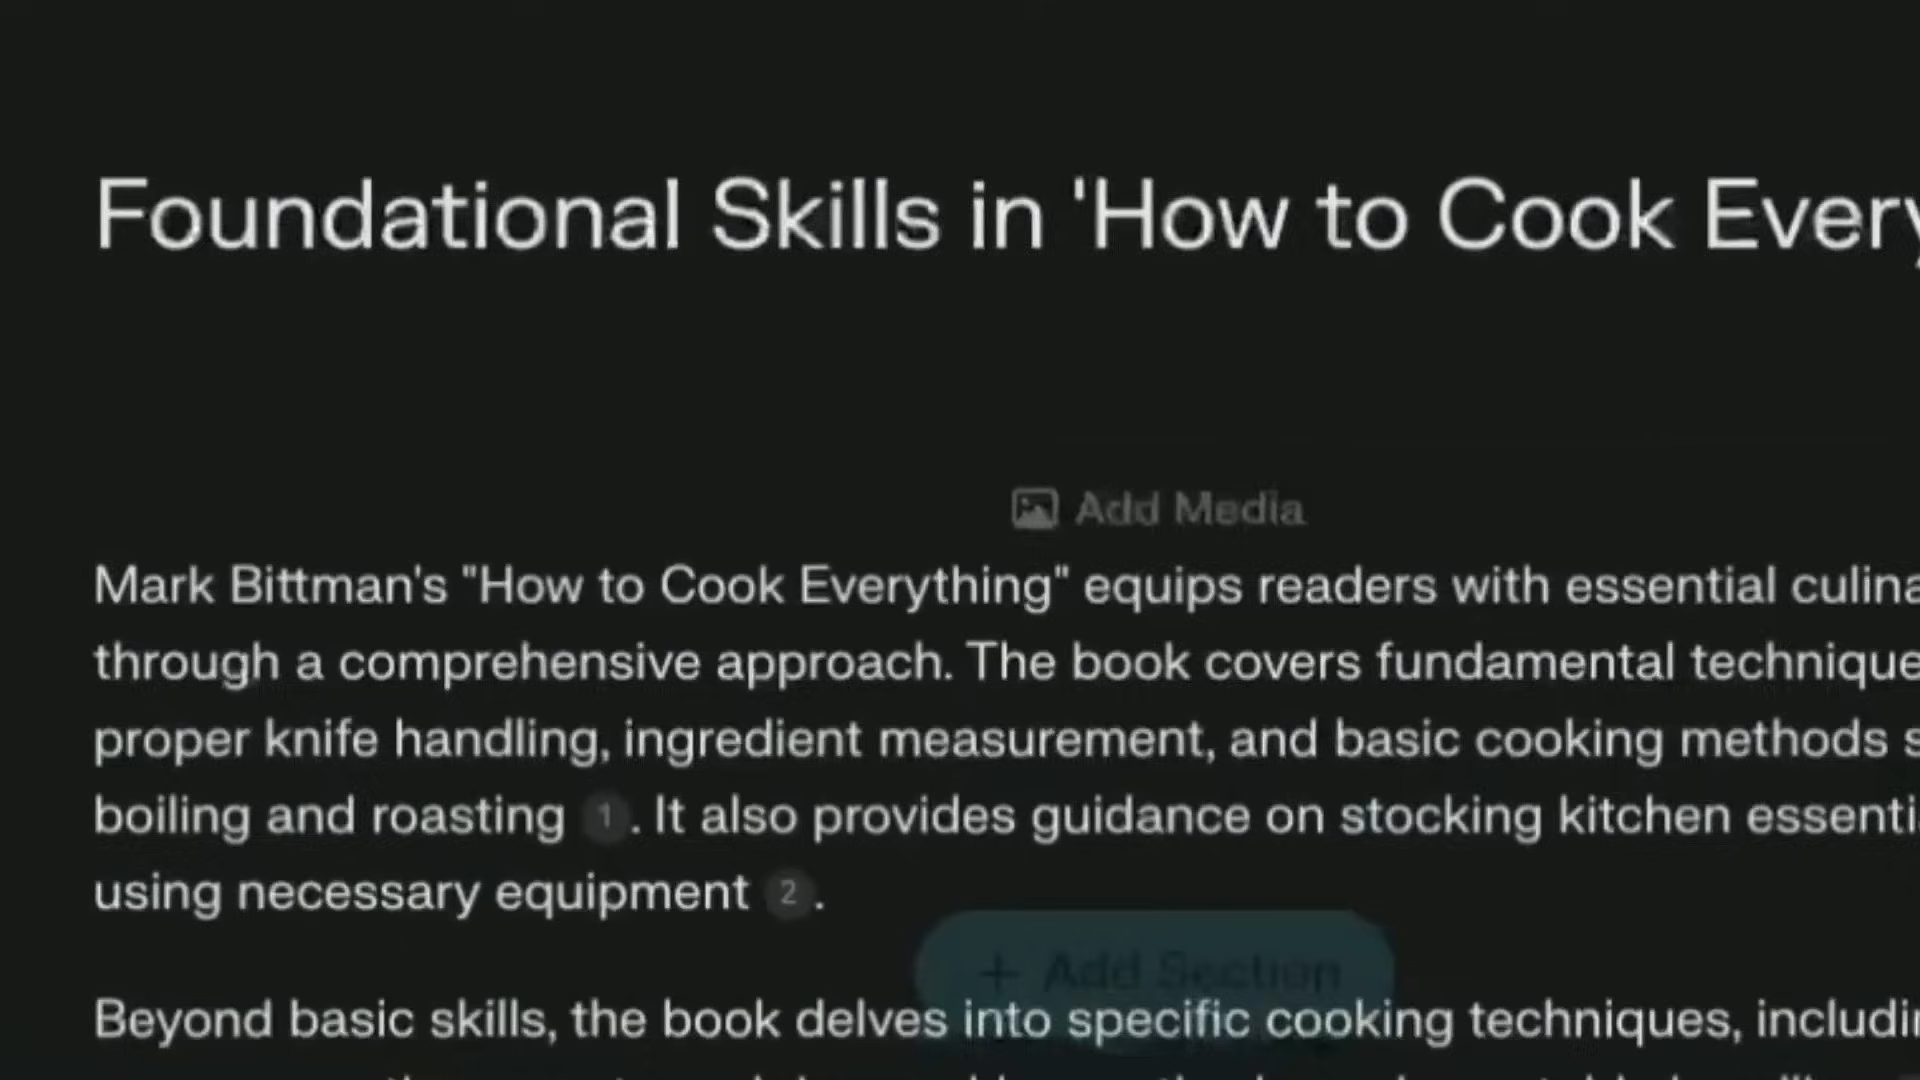 Foundational Skills in 'How to Cook Every
Add Media
Mark Bittman's "How to Cook Everything" equips readers with essential culina
through a comprehensive approach. The book covers fundamental technique
proper knife handling, ingredient measurement, and basic cooking methods s
boiling and roasting 1. It also provides guidance on stocking kitchen essenti
using necessary equipment 2.
+ Add Section
Beyond basic skills, the book delves into specific cooking techniques, includin